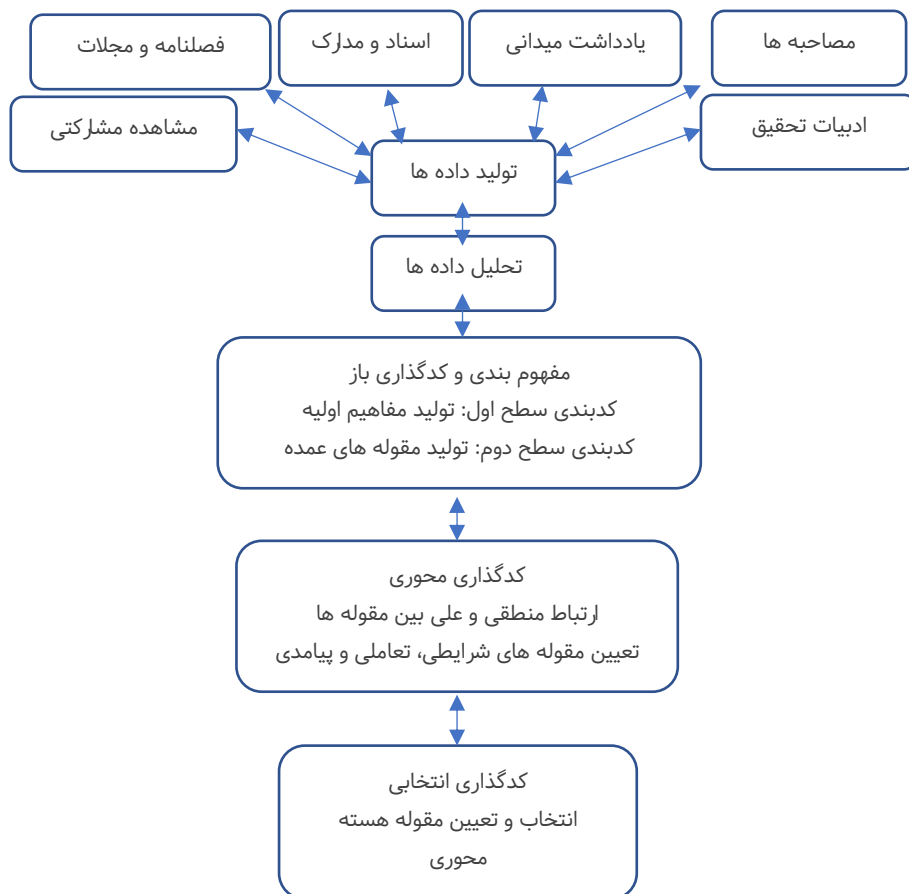 مصاحبه ها
یادداشت میدانی
اسناد و مدارک
فصلنامه و مجلات
ادبیات تحقیق
مشاهده مشارکتی
تولید داده ها
تحلیل داده ها
مفهوم بندی و کدگذاری باز
کدبندی سطح اول: تولید مفاهیم اولیه
کدبندی سطح دوم: تولید مقوله های عمده
کدگذاری محوری
ارتباط منطقی و علی بین مقوله ها
تعیین مقوله های شرایطی، تعاملی و پیامدی
کدگذاری انتخابی
انتخاب و تعیین مقوله هسته
محوری